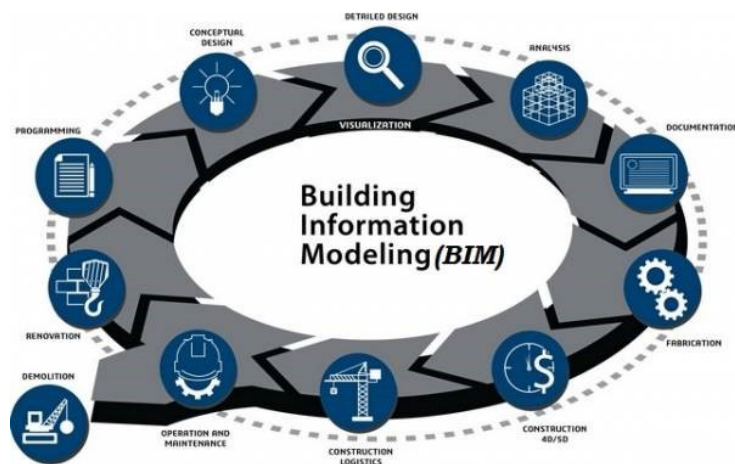 DETAILED DESIGN
CONCEPTUAL
DESIGN
ANALYSIS
PROGRAMMING
VISUALIZATION
DOCUMENTATION
Building
Information
Modeling(BIM)
RENOVATION
FABRICATION
DEMOLITION
OPERATION AND
MAINTENANCE
CONSTRUCTION
LOGISTICS
CONSTRUCTION
4D/5D
$